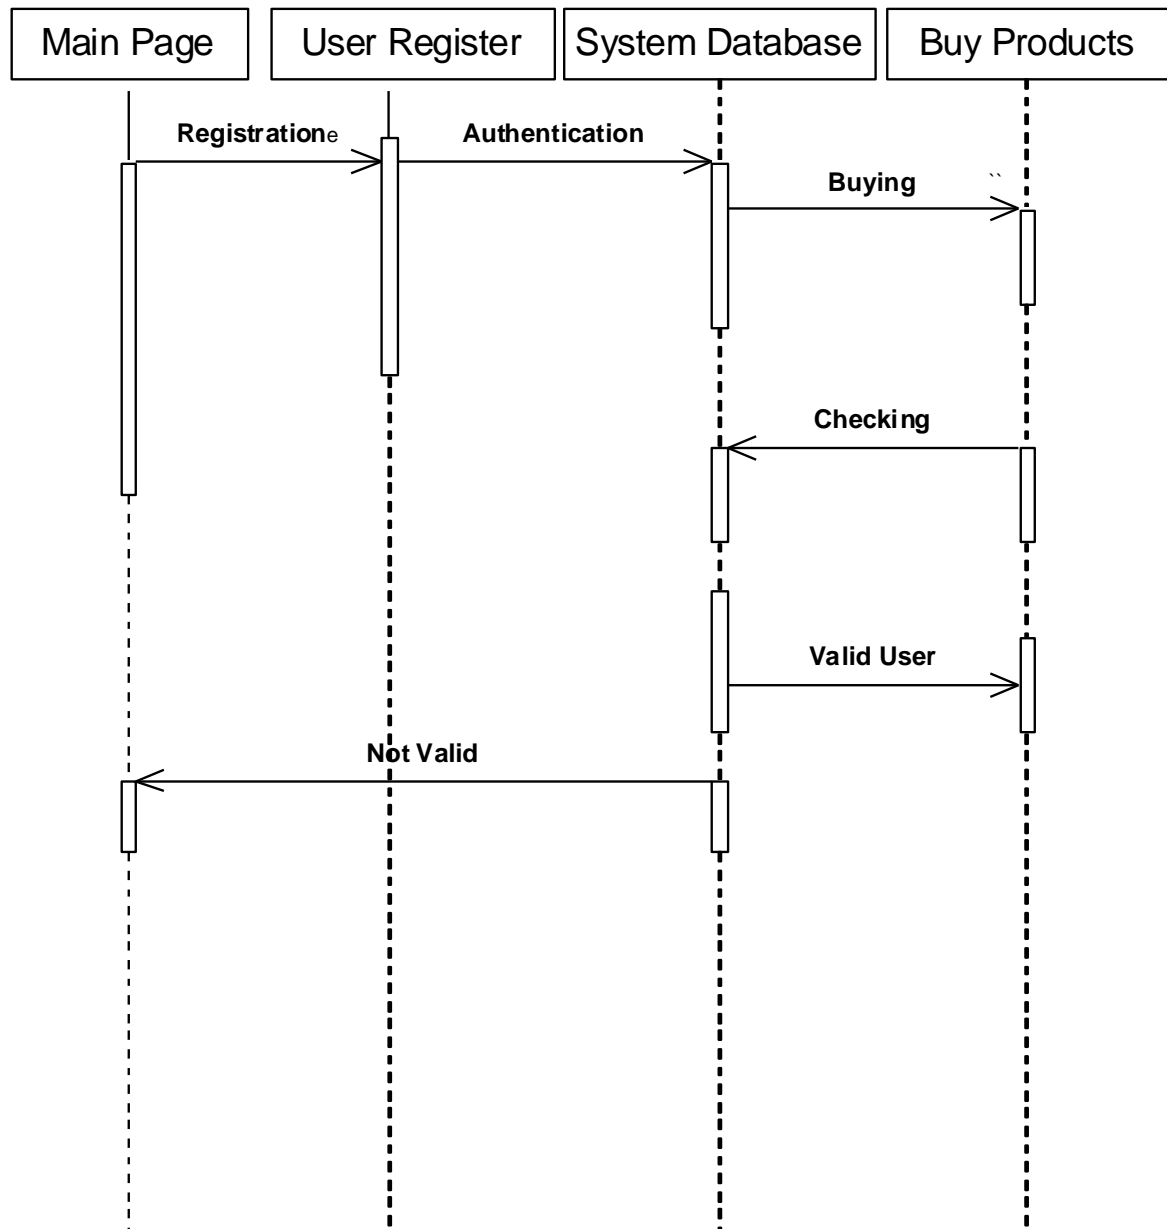 Main Page
User Register
System Database
Buy Products
Registratione
Authentication
Buying ``
Checking
Valid User
Not Valid